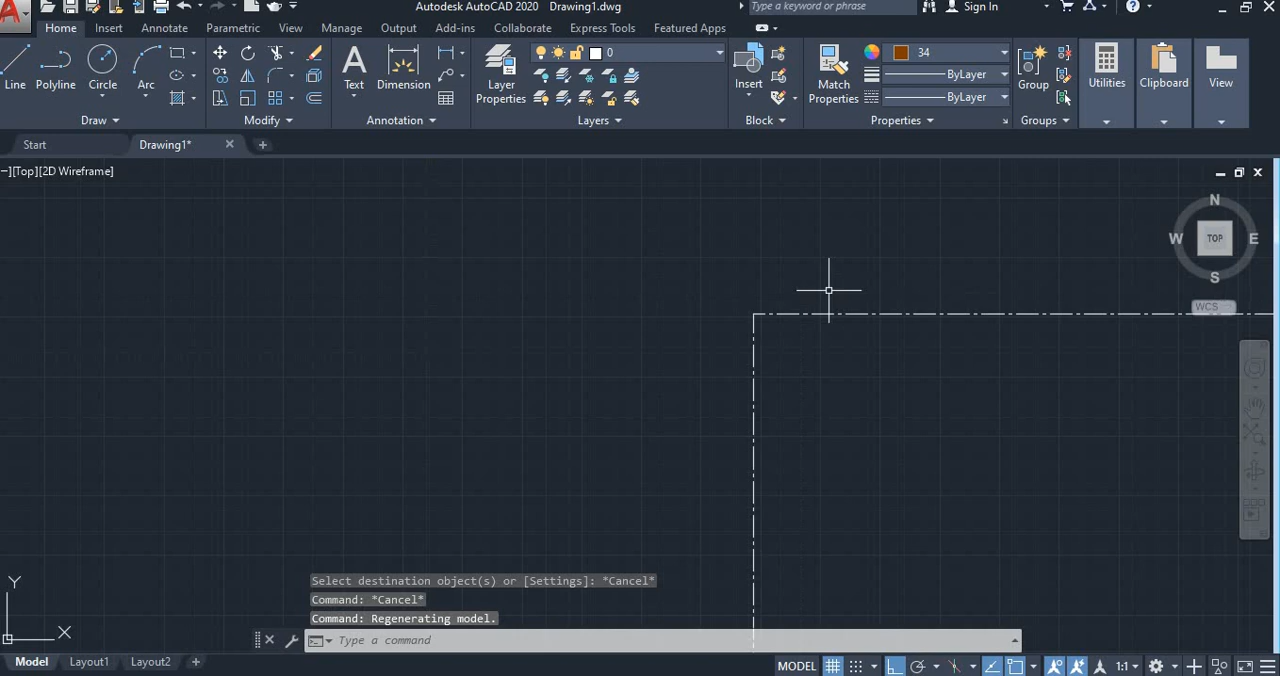 Autodesk AutoCAD 2020 Drawing1.dwg Type a keyword or phrase Sign In
Home Insert Annotate Parametric View Manage Output Add-ins Collaborate Express Tools Featured Apps
Line Polyline Circle Arc Text Dimension Layer Properties 0 Insert Match Properties 34 ByLayer ByLayer Group Utilities Clipboard View
Draw Modify Annotation Layers Block Properties Groups
Start Drawing1*
−][Top][2D Wireframe]
N
W TOP E
S
WCS
Y
X
Select destination object(s) or [Settings]: *Cancel*
Command: *Cancel*
Command: Regenerating model.
Type a command
Model Layout1 Layout2 MODEL 1:1